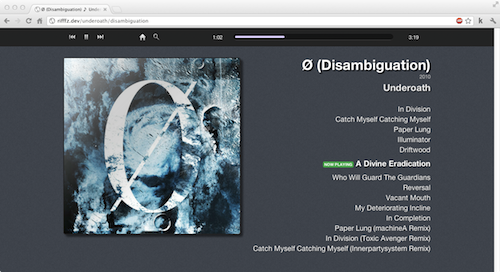 Ø (Disambiguation) ♪ Under
riffffz.dev/underoath/disambiguation
1:02
3:19
Ø (Disambiguation)
2010
Underoath
In Division
Catch Myself Catching Myself
Paper Lung
Illuminator
Driftwood
NOW PLAYING A Divine Eradication
Who Will Guard The Guardians
Reversal
Vacant Mouth
My Deteriorating Incline
In Completion
Paper Lung (machineA Remix)
In Division (Toxic Avenger Remix)
Catch Myself Catching Myself (Innerpartysystem Remix)
Ø